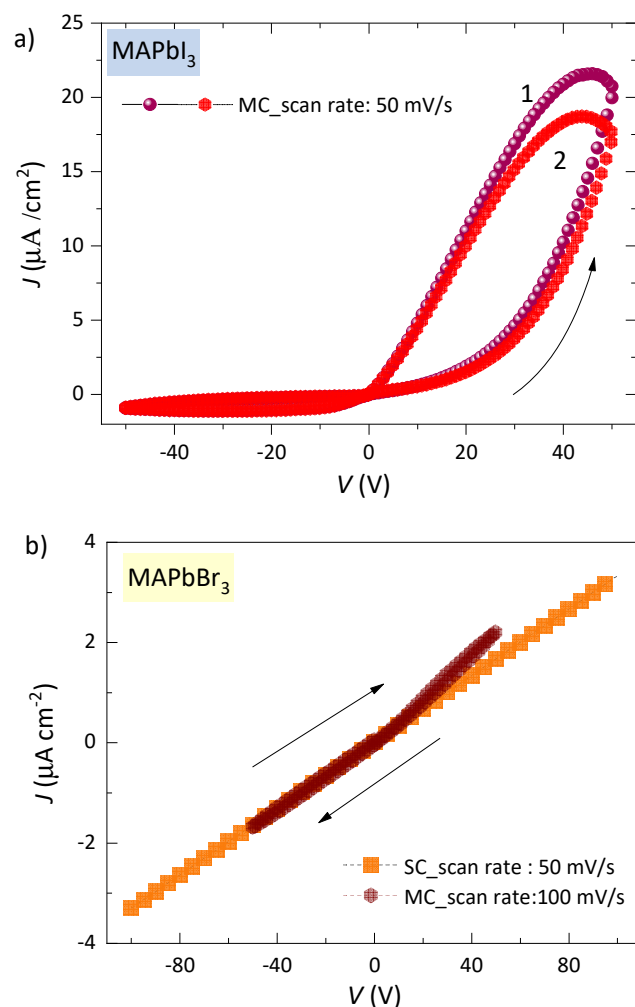 a)
MAPbI3
MC_scan rate: 50 mV/s
1
2
J (μA /cm2)
25
20
15
10
5
0
-40
-20
0
20
40
V (V)
b)
MAPbBr3
J (μA cm-2)
4
2
0
-2
-4
SC_scan rate : 50 mV/s
MC_scan rate:100 mV/s
-80
-40
0
40
80
V (V)